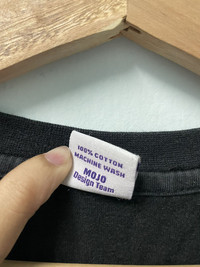 100% COTTON
MACHINE WASH
MOJO
Design Team